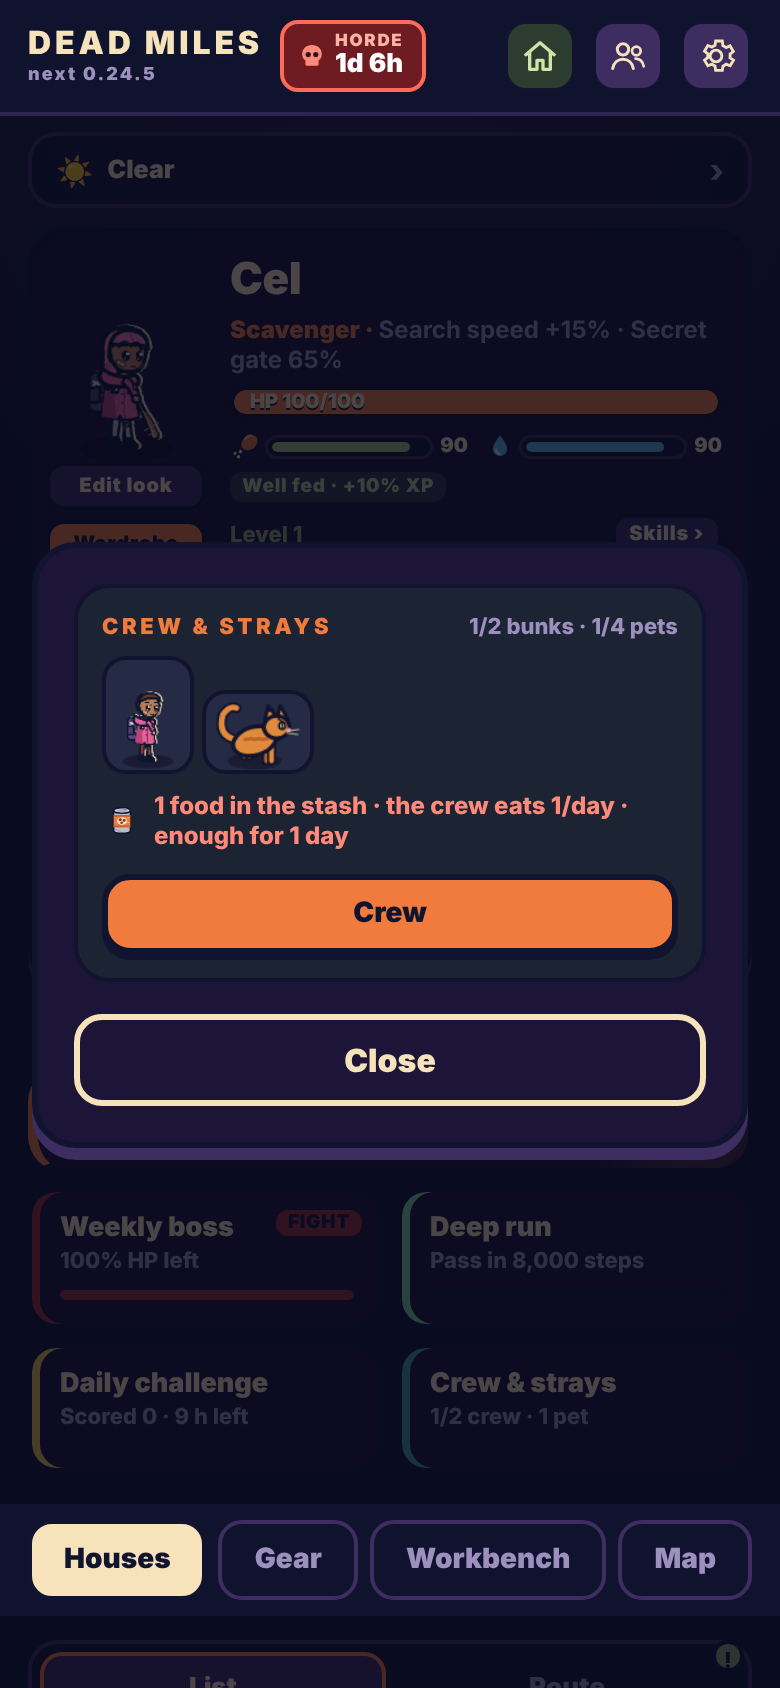 DEAD MILES
next 0.24.5
HORDE
1d 6h
Clear
Cel
Scavenger · Search speed +15% · Secret
gate 65%
HP 100/100
90
90
Edit look
Well fed · +10% XP
Wardrobe
Level 1
Skills ›
CREW & STRAYS
1/2 bunks · 1/4 pets
1 food in the stash · the crew eats 1/day ·
enough for 1 day
Crew
Close
Weekly boss
FIGHT
100% HP left
Deep run
Pass in 8,000 steps
Daily challenge
Scored 0 · 9 h left
Crew & strays
1/2 crew · 1 pet
Houses
Gear
Workbench
Map
List
Route
!